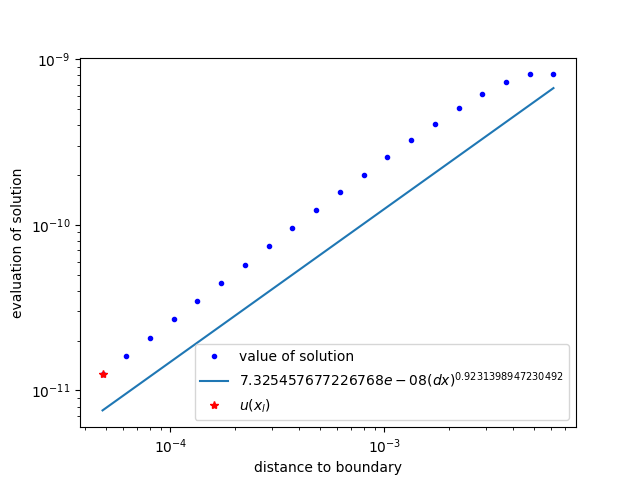 10⁻⁹
10⁻¹⁰
10⁻¹¹
evaluation of solution
value of solution
7.325457677226768e − 08(dx)^0.9231398947230492
u(x_l)
10⁻⁴
10⁻³
distance to boundary